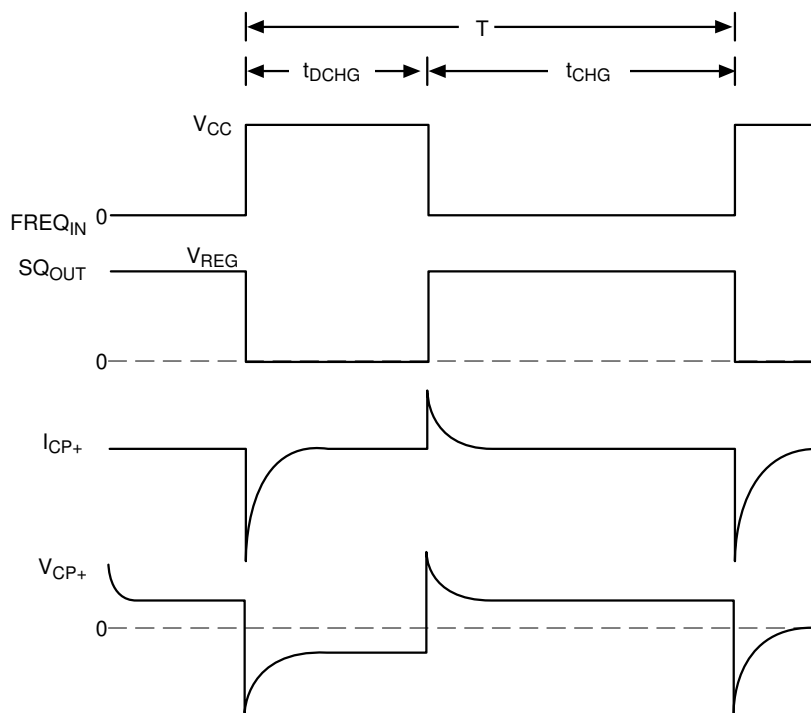 T
tDCHG
tCHG
VCC
0
FREQIN
VREG
SQOUT
0
ICP+
VCP+
0